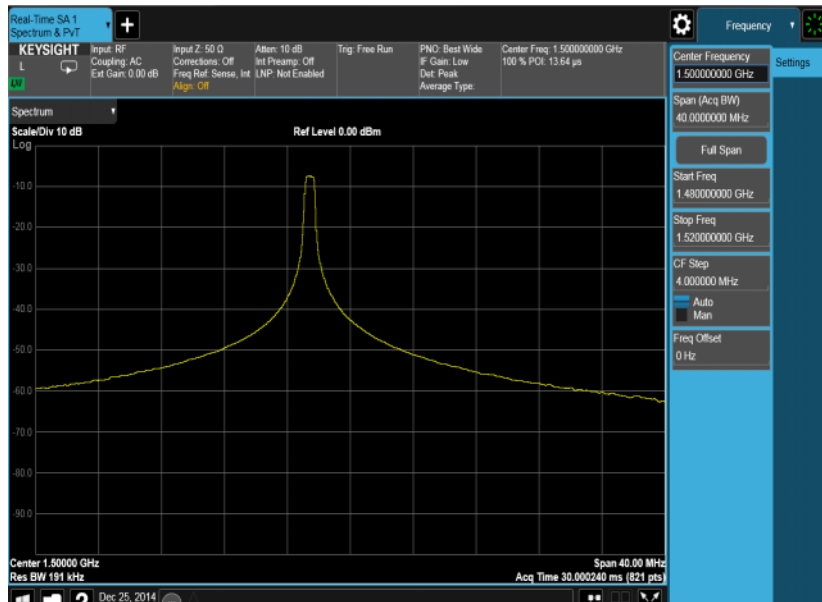 Real-Time SA 1
Spectrum & PvT
Frequency
KEYSIGHT
L
Input: RF
Coupling: AC
Ext Gain: 0.00 dB
Input Z: 50 Ω
Corrections: Off
Freq Ref: Sense, Int
Align: Off
Atten: 10 dB
Int Preamp: Off
LNP: Not Enabled
Trig: Free Run
PNO: Best Wide
IF Gain: Low
Det: Peak
Average Type:
Center Freq: 1.500000000 GHz
100 % POI: 13.64 µs
Center Frequency
1.500000000 GHz
Settings
Span (Acq BW)
40.0000000 MHz
Full Span
Start Freq
1.480000000 GHz
Stop Freq
1.520000000 GHz
CF Step
4.000000 MHz
Auto
Man
Freq Offset
0 Hz
Spectrum
Scale/Div 10 dB
Ref Level 0.00 dBm
Log
-10.0
-20.0
-30.0
-40.0
-50.0
-60.0
-70.0
-80.0
-90.0
Center 1.50000 GHz
Span 40.00 MHz
Res BW 191 kHz
Acq Time 30.000240 ms (821 pts)
?
Dec 25, 2014